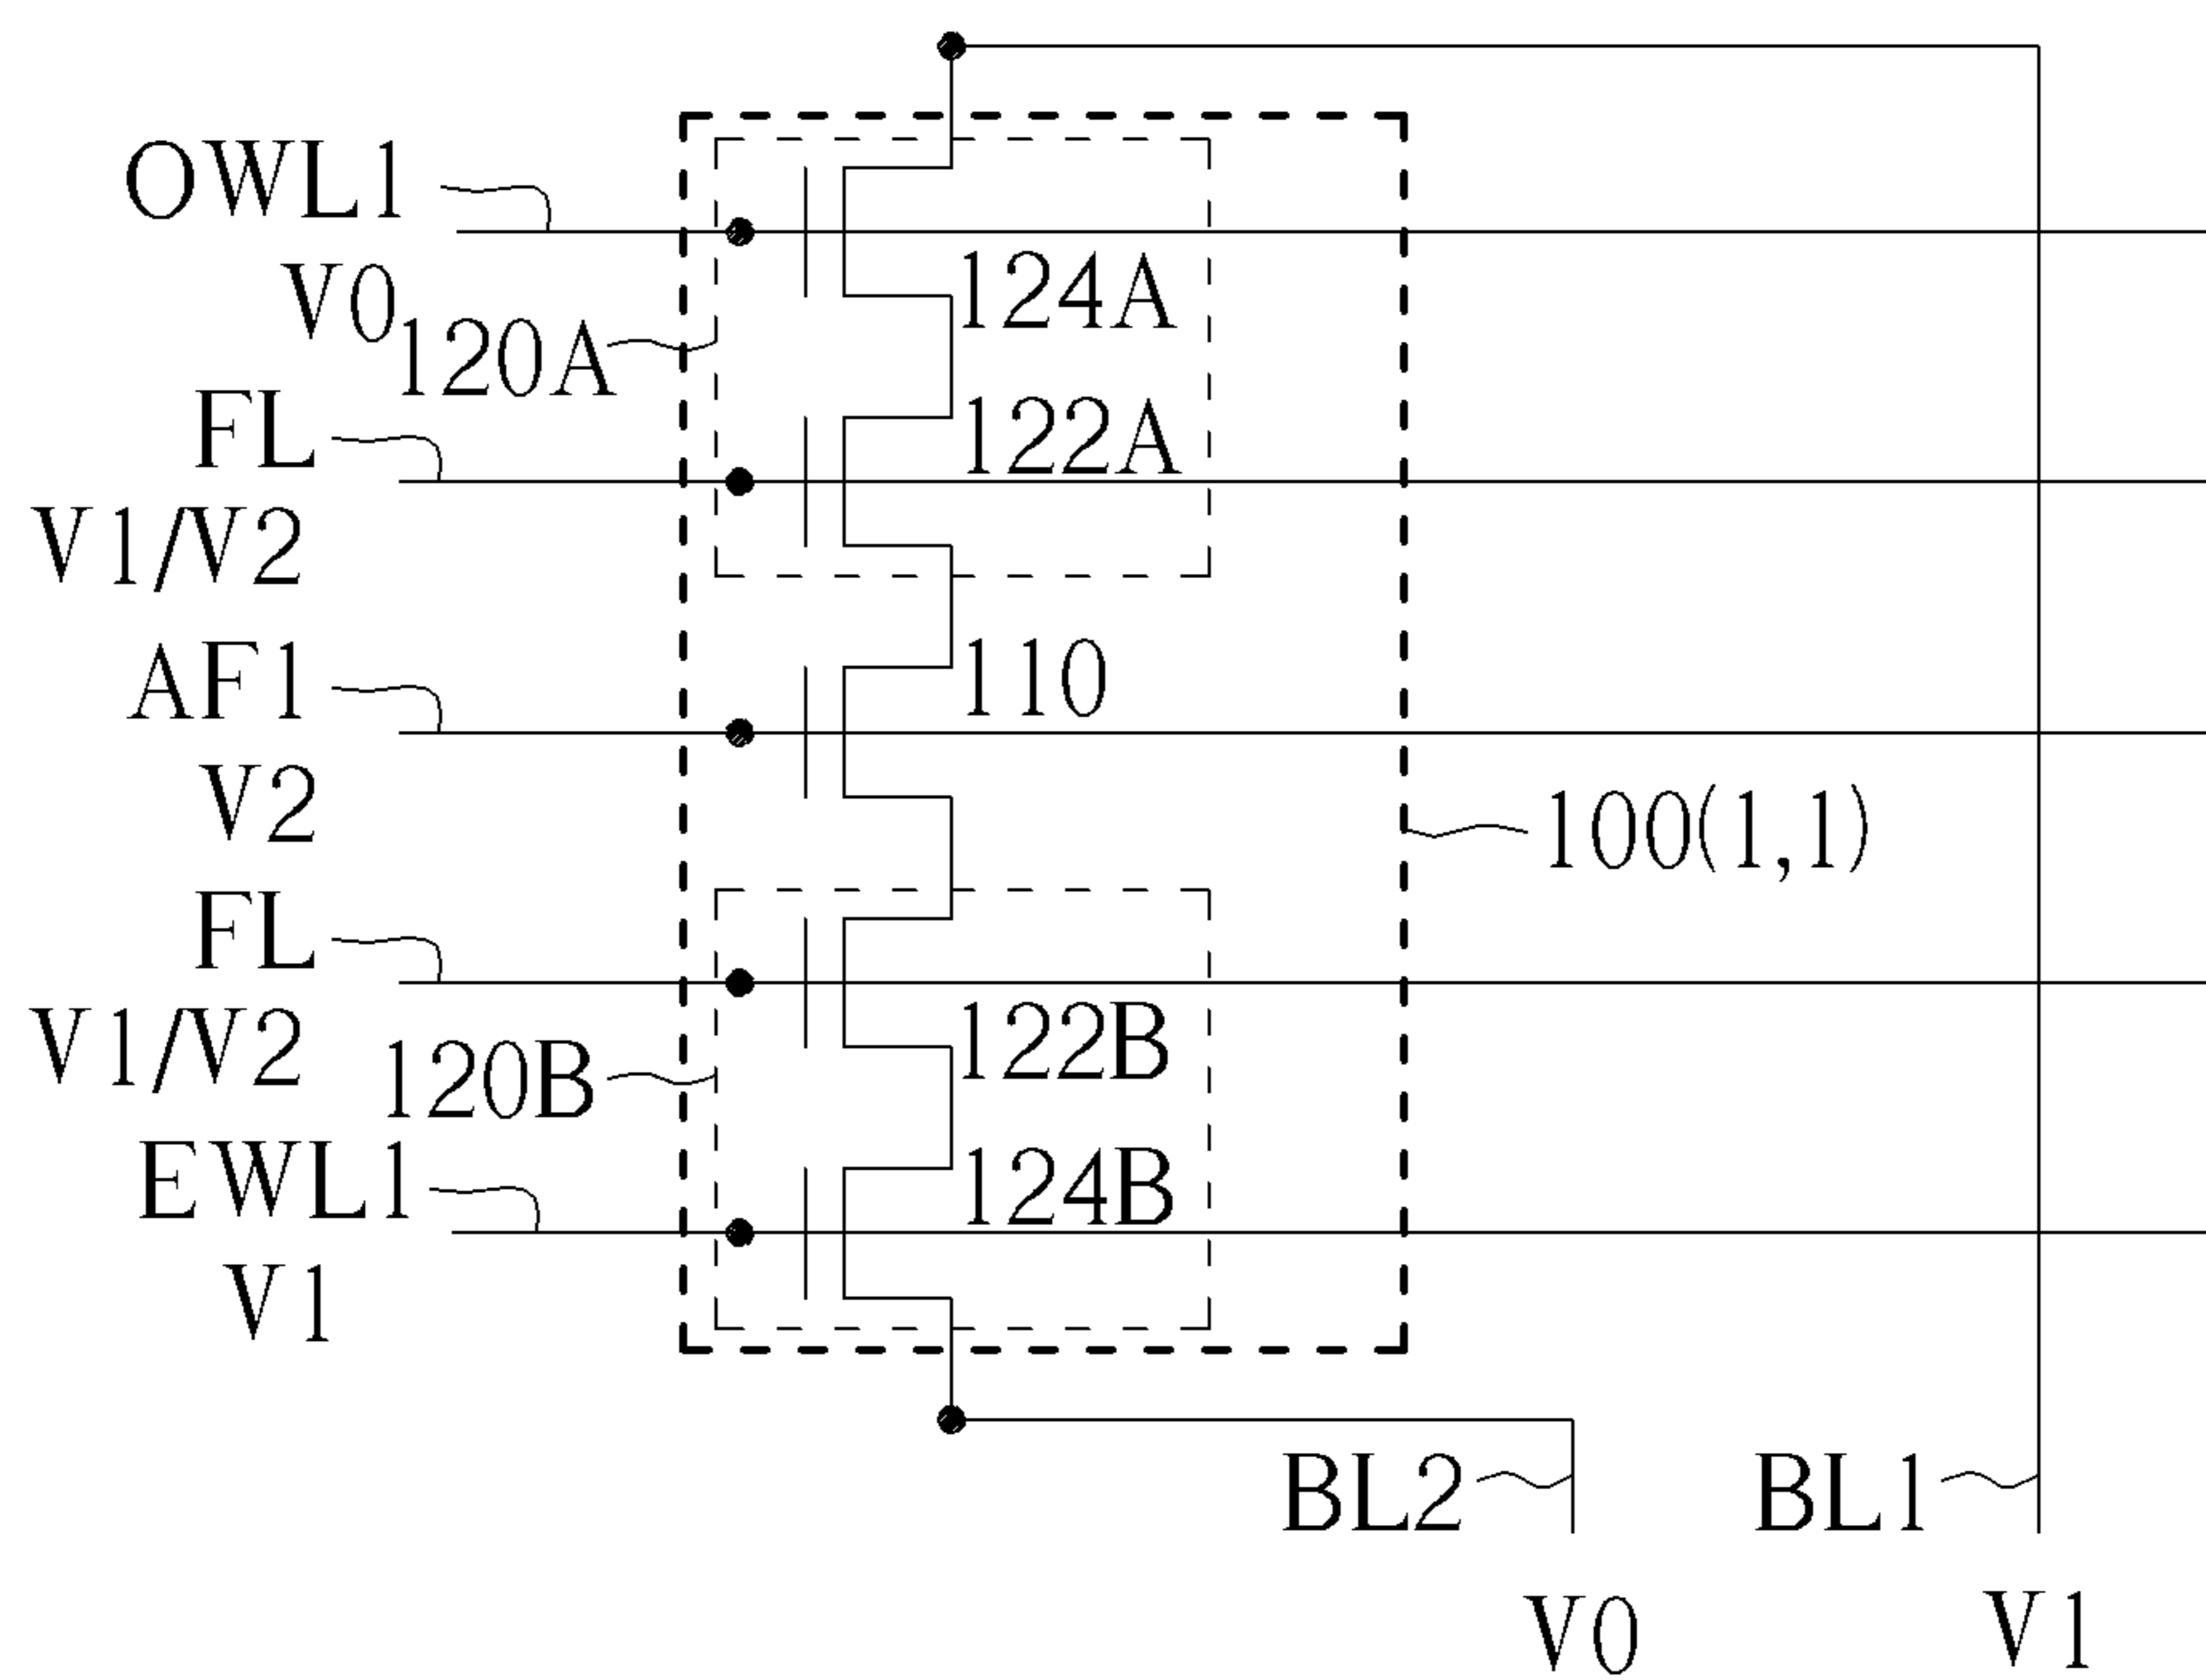 OWL1
V0
124A
120A
FL
122A
V1/V2
AF1
110
V2
100(1,1)
FL
V1/V2
122B
120B
EWL1
124B
V1
BL2
BL1
V0
V1